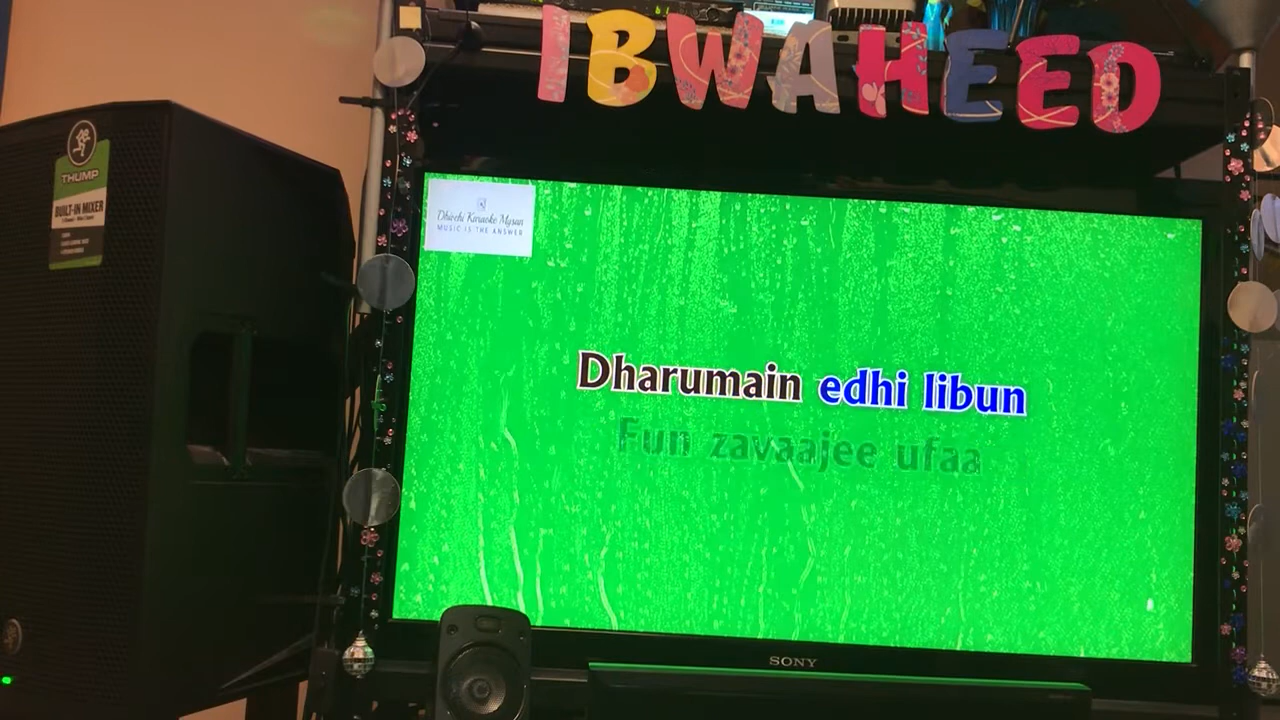 IBWAHEED
THUMP
BUILT-IN MIXER
Dhivehi Karaoke Mysan
MUSIC IS THE ANSWER
Dharumain edhi libun
Fun zavaajee ufaa
SONY